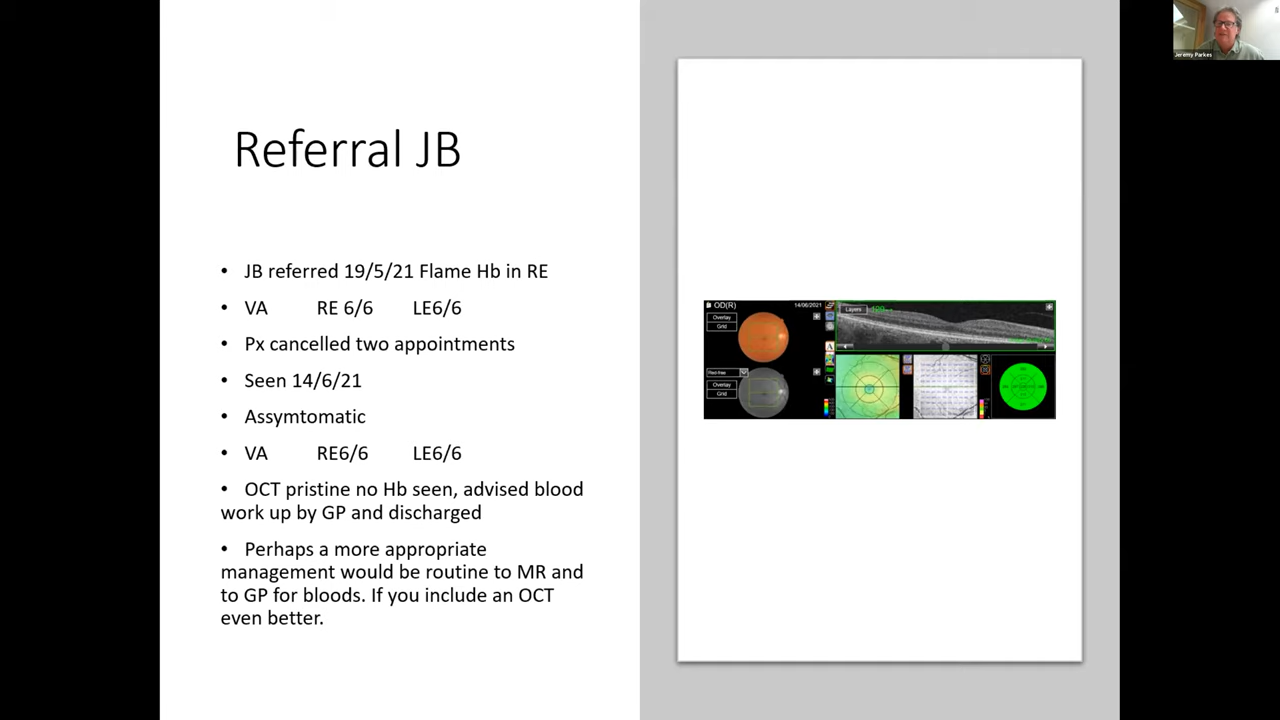 Referral JB
• JB referred 19/5/21 Flame Hb in RE
• VA RE 6/6 LE6/6
• Px cancelled two appointments
• Seen 14/6/21
• Assymtomatic
• VA RE6/6 LE6/6
• OCT pristine no Hb seen, advised blood
work up by GP and discharged
• Perhaps a more appropriate
management would be routine to MR and
to GP for bloods. If you include an OCT
even better.
OD(R) 14/06/2021
Overlay
Grid
Red-free
Overlay
Grid
Layers
Jeremy Parkes